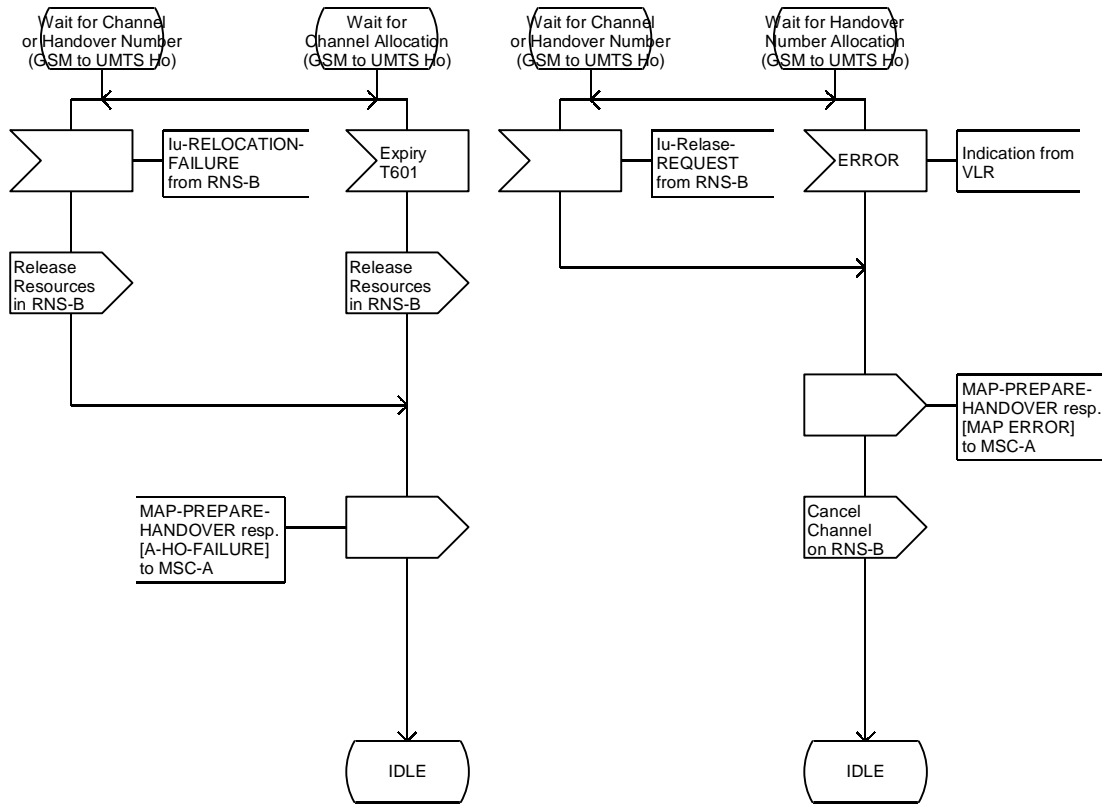 Wait for Channel
or Handover Number
(GSM to UMTS Ho)
Wait for
Channel Allocation
(GSM to UMTS Ho)
Wait for Channel
or Handover Number
(GSM to UMTS Ho)
Wait for Handover
Number Allocation
(GSM to UMTS Ho)
Iu-RELOCATION-
FAILURE
from RNS-B
Expiry
T601
Iu-Relase-
REQUEST
from RNS-B
ERROR
Indication from
VLR
Release
Resources
in RNS-B
Release
Resources
in RNS-B
MAP-PREPARE-
HANDOVER resp.
[MAP ERROR]
to MSC-A
MAP-PREPARE-
HANDOVER resp.
[A-HO-FAILURE]
to MSC-A
Cancel
Channel
on RNS-B
IDLE
IDLE